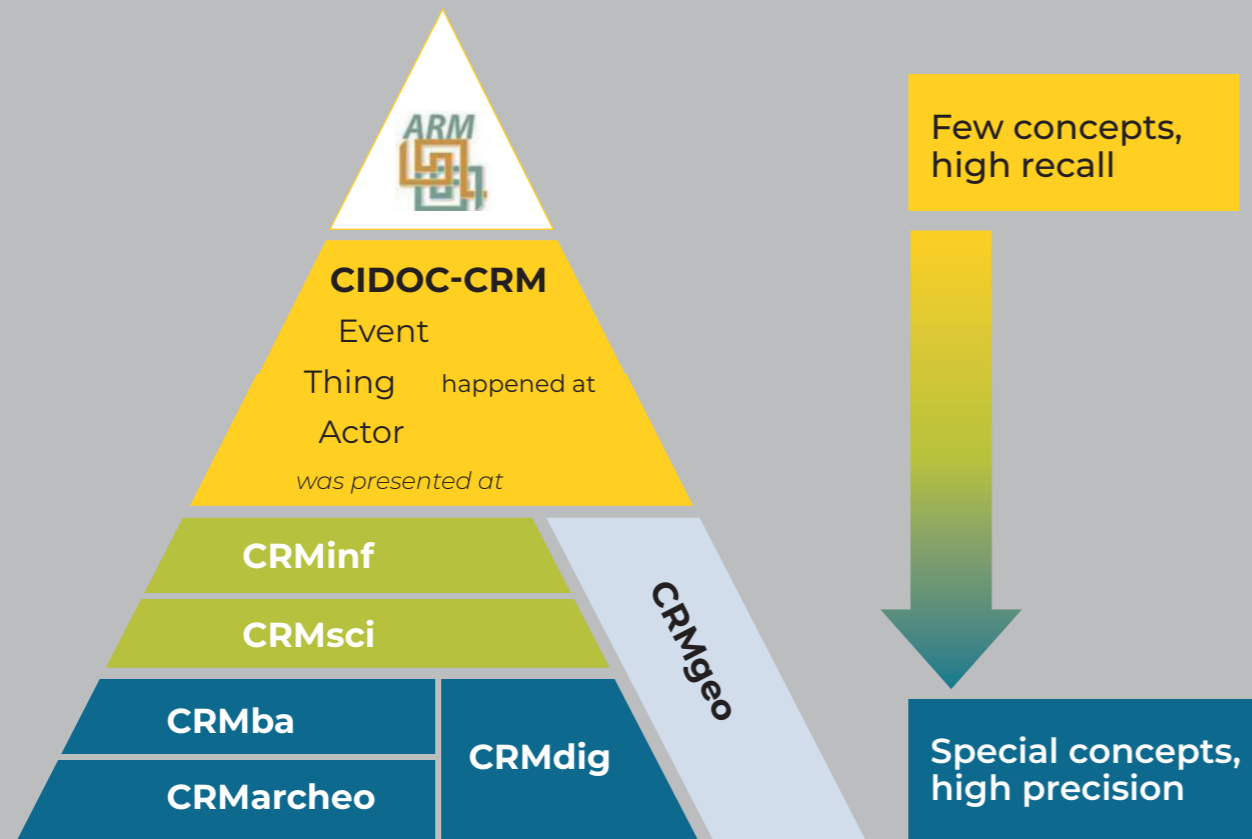 ARM
CIDOC-CRM
Event
Thing happened at
Actor
was presented at
CRMinf
CRMsci
CRMgeo
CRMba
CRMarcheo
CRMdig
Few concepts,
high recall
Special concepts,
high precision